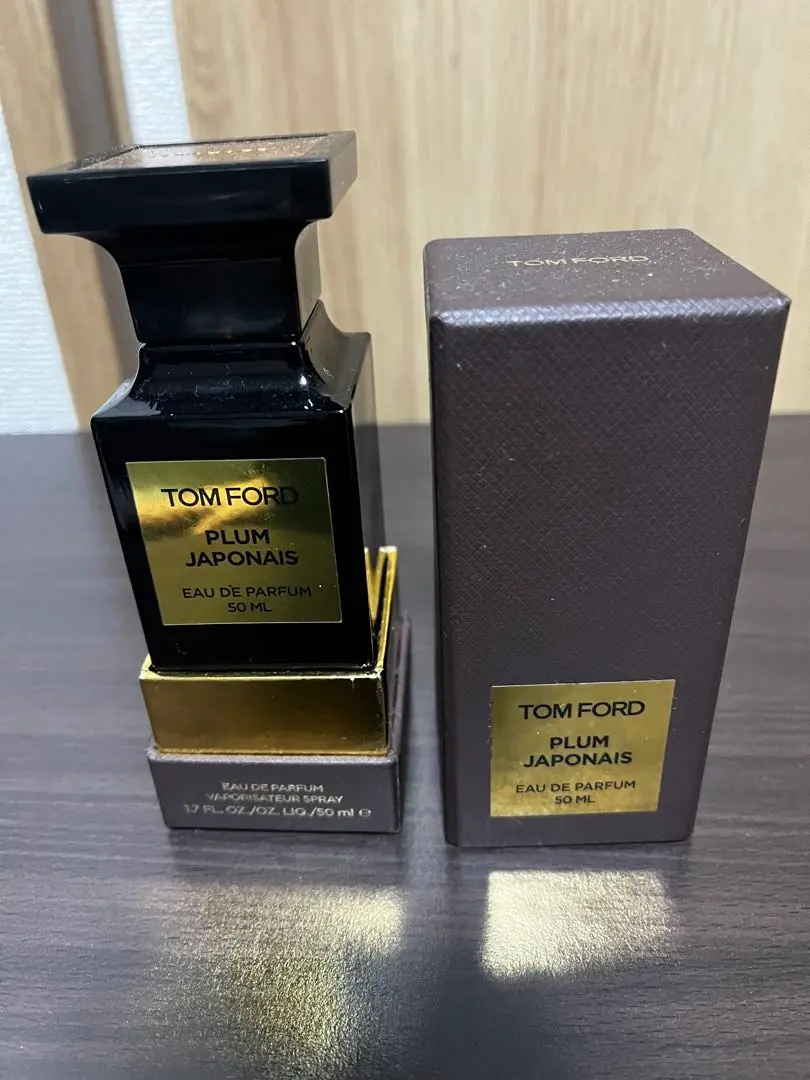 TOM FORD
PLUM
JAPONAIS
EAU DE PARFUM
50 ML
EAU DE PARFUM
VAPORISATEUR SPRAY
1.7 FL. OZ./OZ. LIQ./50 ml ℮
TOM FORD
TOM FORD
PLUM
JAPONAIS
EAU DE PARFUM
50 ML